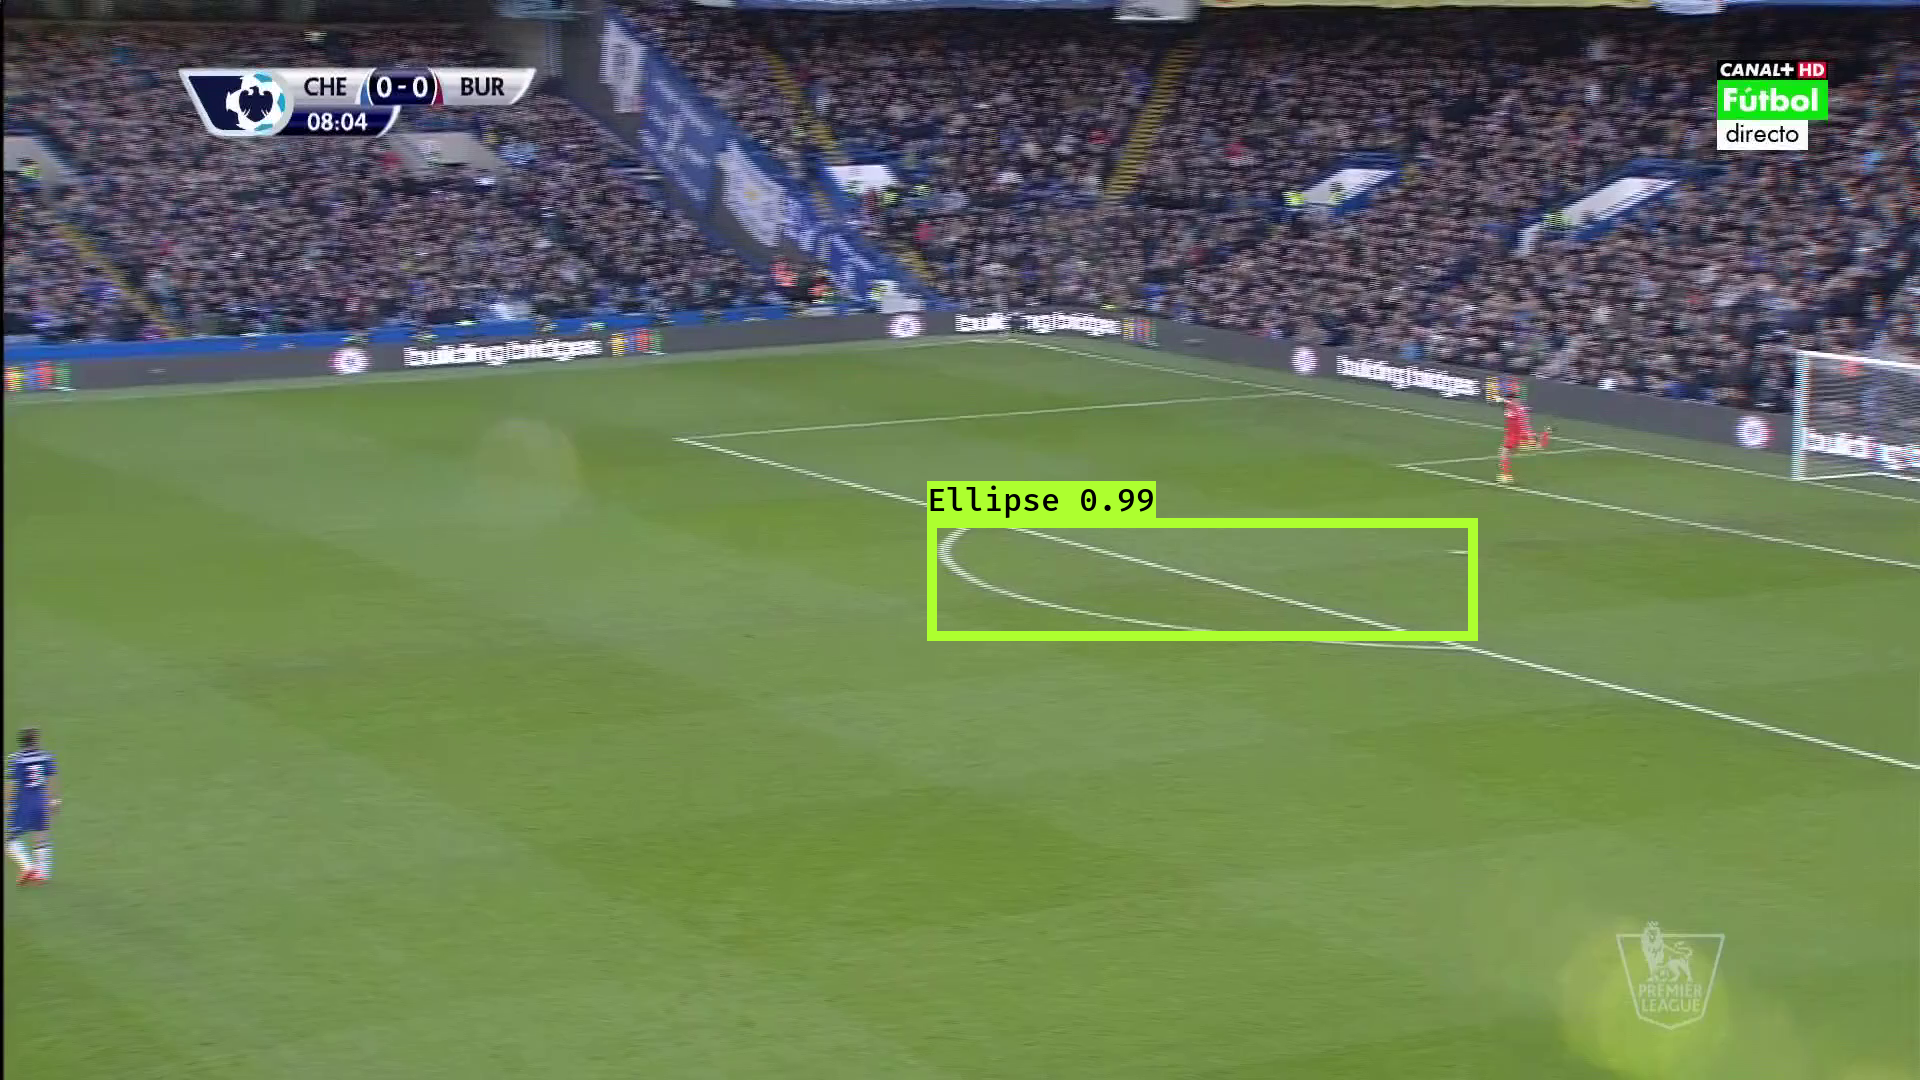 CHE 0-0 BUR
08:04
CANAL+ HD
Fútbol
directo
building bridges
building bridges
building bridges
Ellipse 0.99
PREMIER
LEAGUE